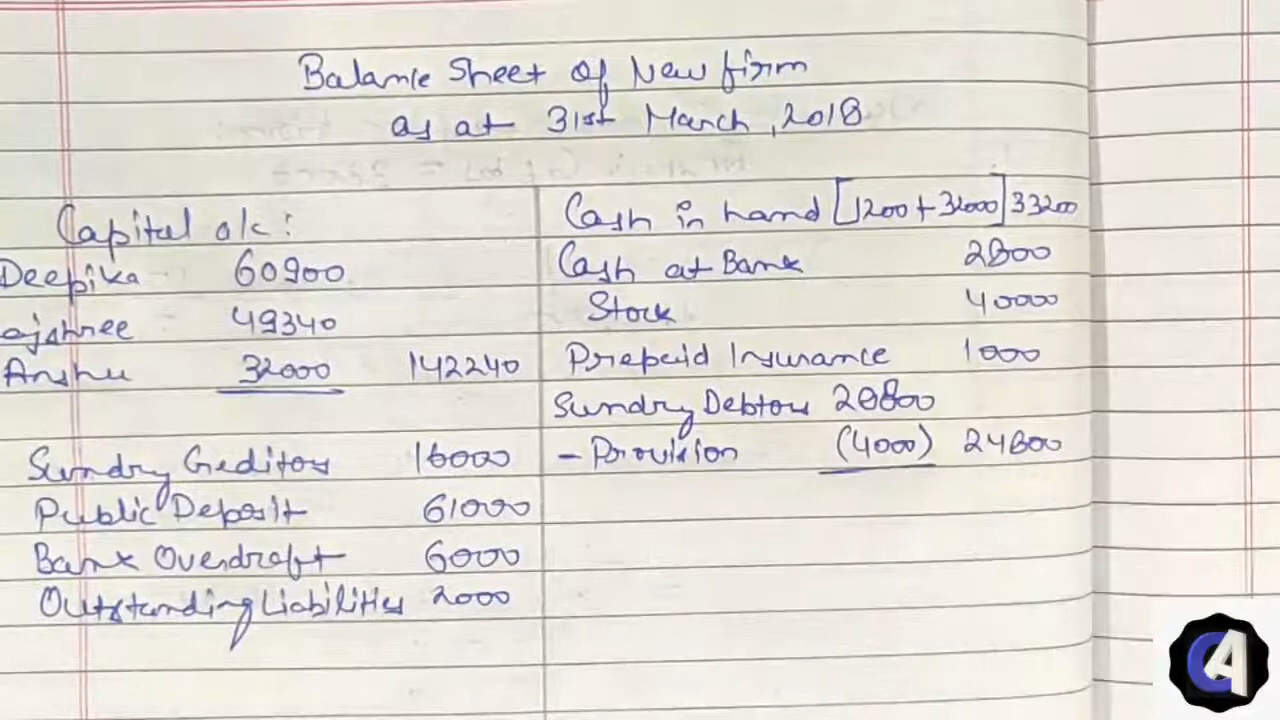 Balance Sheet of New firm
as at 31st March, 2018
Capital a/c:
Deepika 60900
ajshree 49340
Anshu 32000 142240
Sundry Creditors 16000
Public Deposit 61000
Bank Overdraft 6000
Outstanding Liabilities 2000
Cash in hand [1200+32000] 33200
Cash at Bank 2800
Stock 40000
Prepaid Insurance 1000
Sundry Debtors 28800
- Provision (4000) 24800
CA